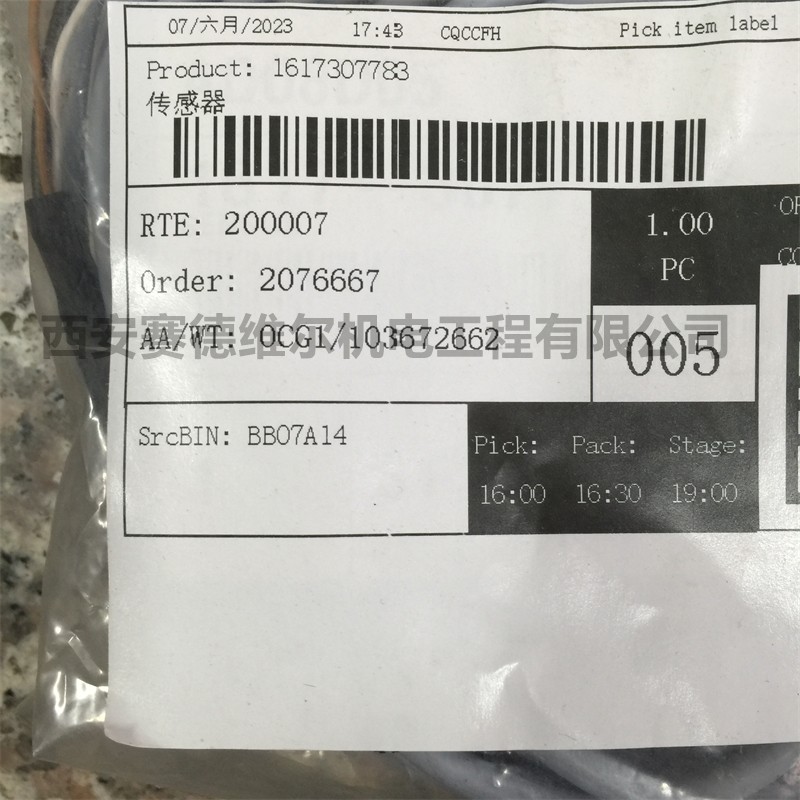 07/六月/2023 17:43 CQCCFH Pick item label
Product: 1617307783
传感器
RTE: 200007
1.00
PC
Order: 2076667
AA/WT: OCG1/103672662
005
西安赛德维尔机电工程有限公司
SrcBIN: BB07A14
Pick: Pack: Stage:
16:00 16:30 19:00